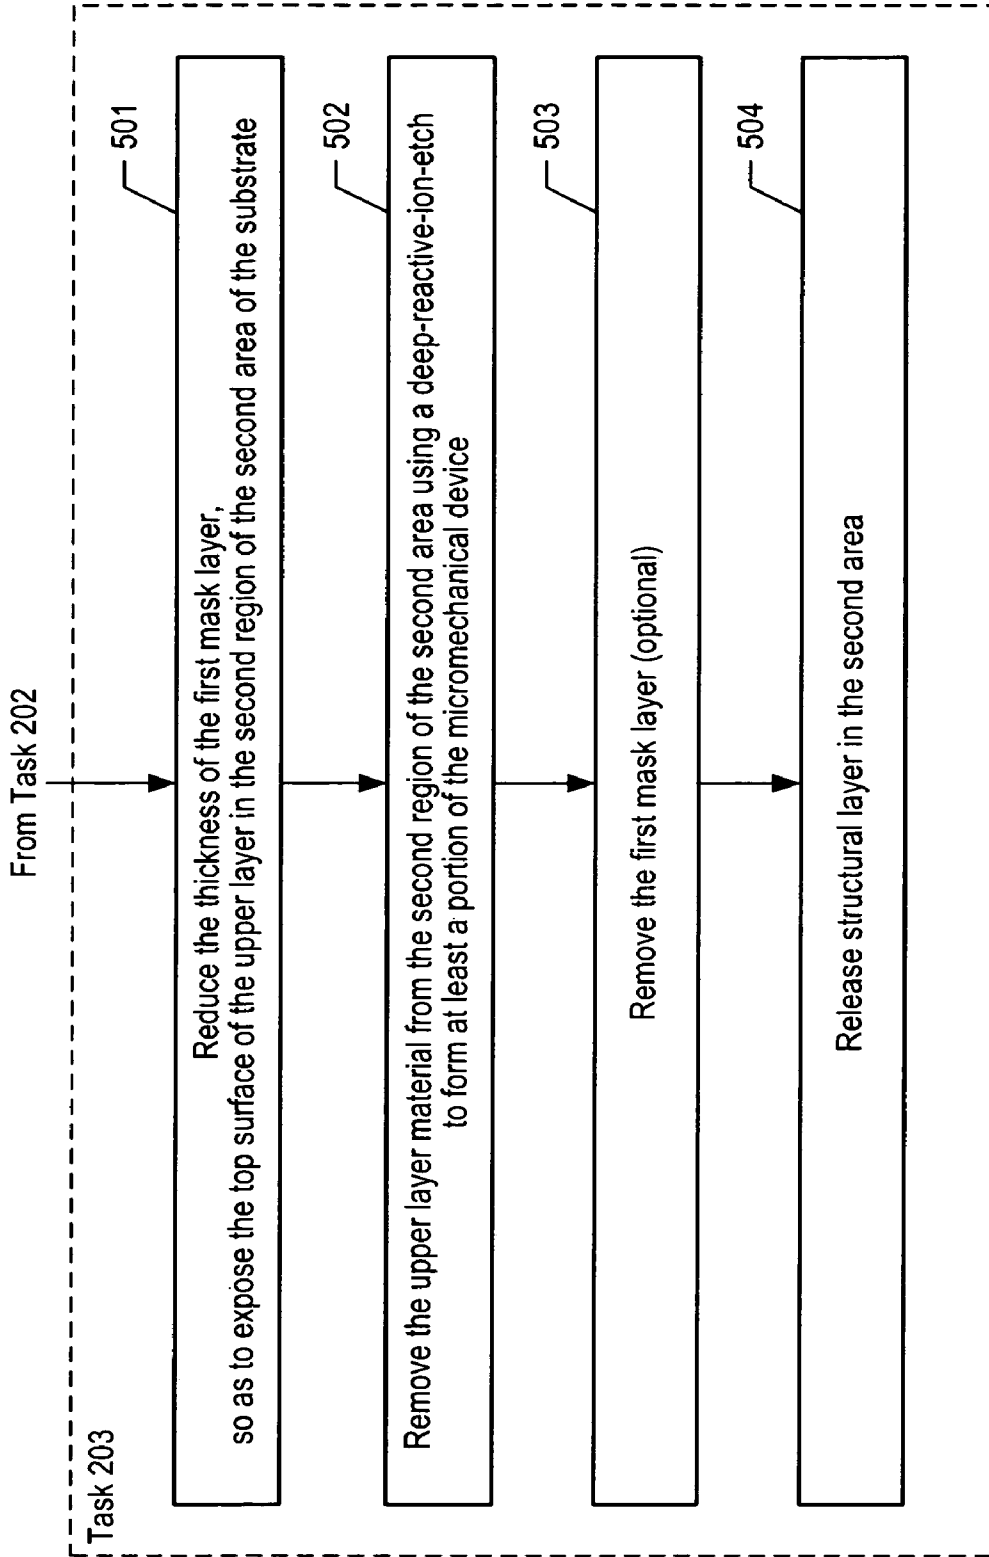 From Task 202
Task 203
501
Reduce the thickness of the first mask layer,
so as to expose the top surface of the upper layer in the second region of the second area of the substrate
502
Remove the upper layer material from the second region of the second area using a deep-reactive-ion-etch
to form at least a portion of the micromechanical device
503
Remove the first mask layer (optional)
504
Release structural layer in the second area